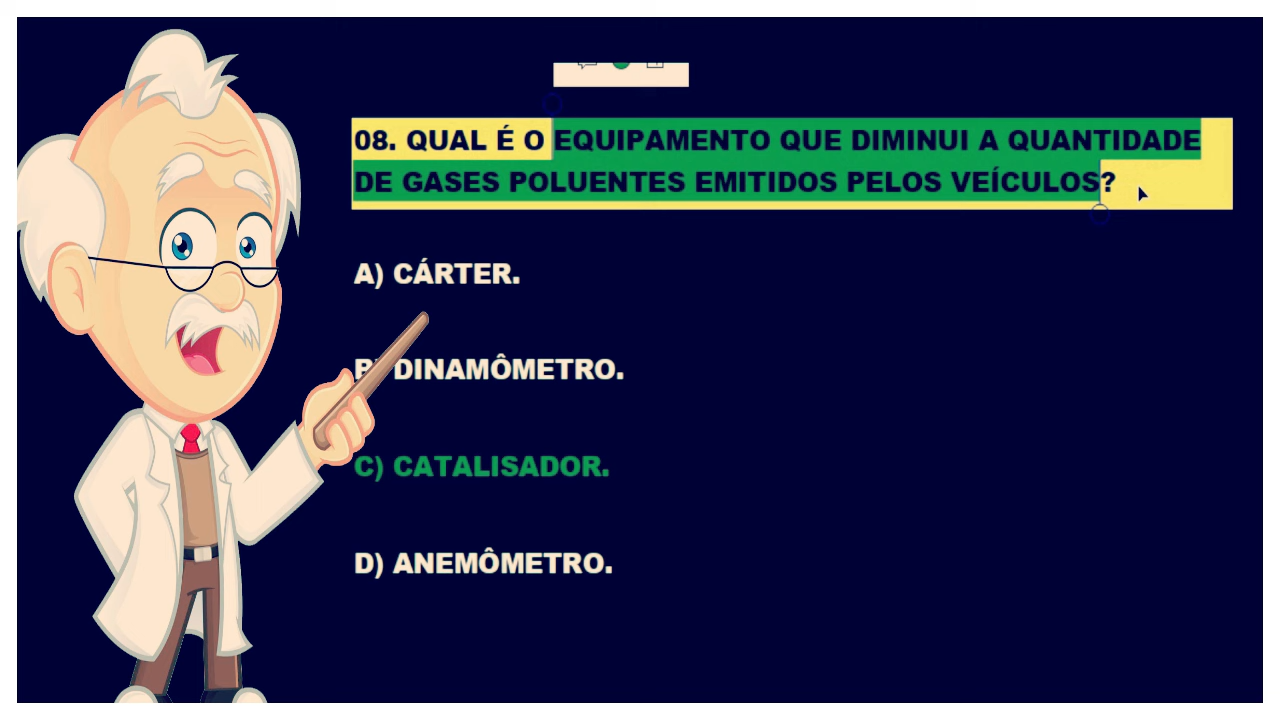 08. QUAL É O EQUIPAMENTO QUE DIMINUI A QUANTIDADE
DE GASES POLUENTES EMITIDOS PELOS VEÍCULOS?
A) CÁRTER.
B) DINAMÔMETRO.
C) CATALISADOR.
D) ANEMÔMETRO.